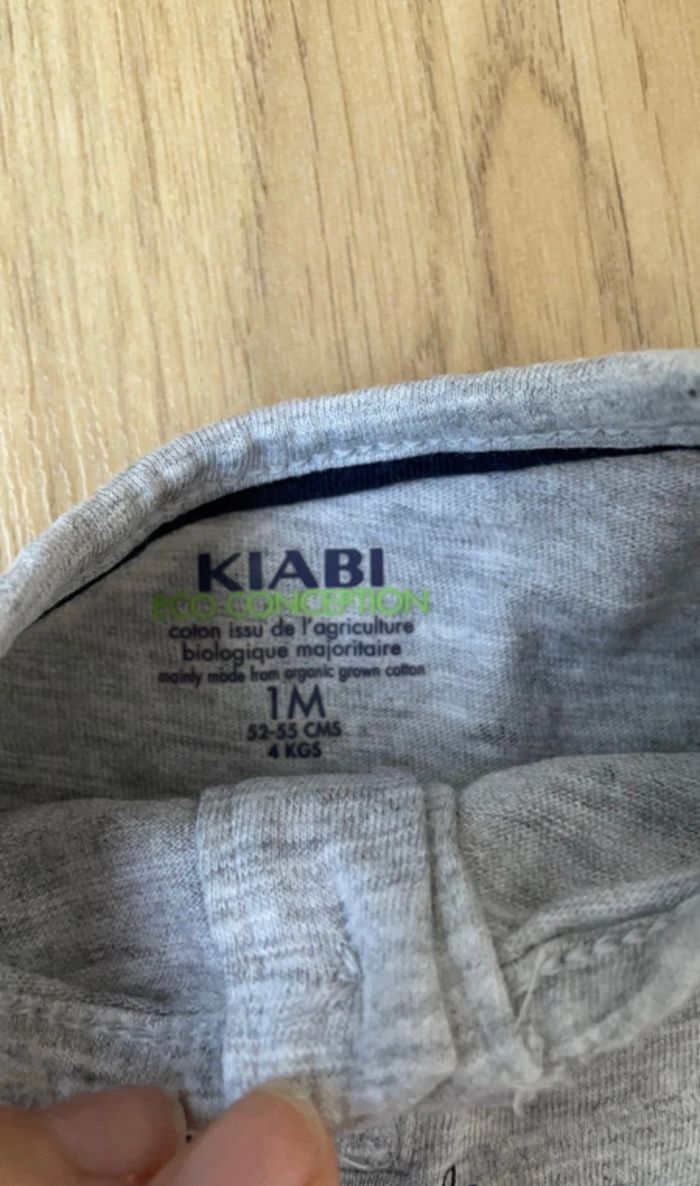 KIABI
ECO-CONCEPTION
coton issu de l'agriculture
biologique majoritaire
mainly made from organic grown cotton
1M
52-55 CMS
4 KGS